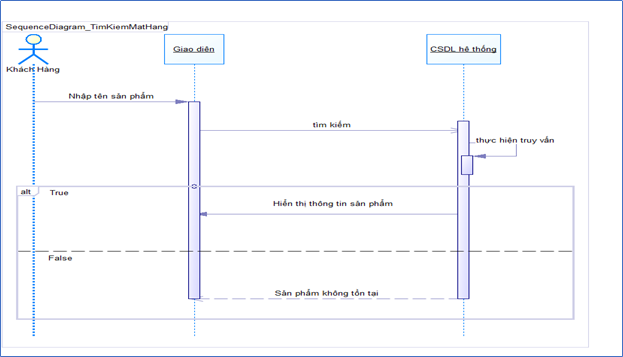 SequenceDiagram_TimKiemMatHang
Giao diện
CSDL hệ thống
Khách Hàng
Nhập tên sản phẩm
tìm kiếm
thực hiện truy vấn
alt
True
Hiển thị thông tin sản phẩm
False
Sản phẩm không tồn tại